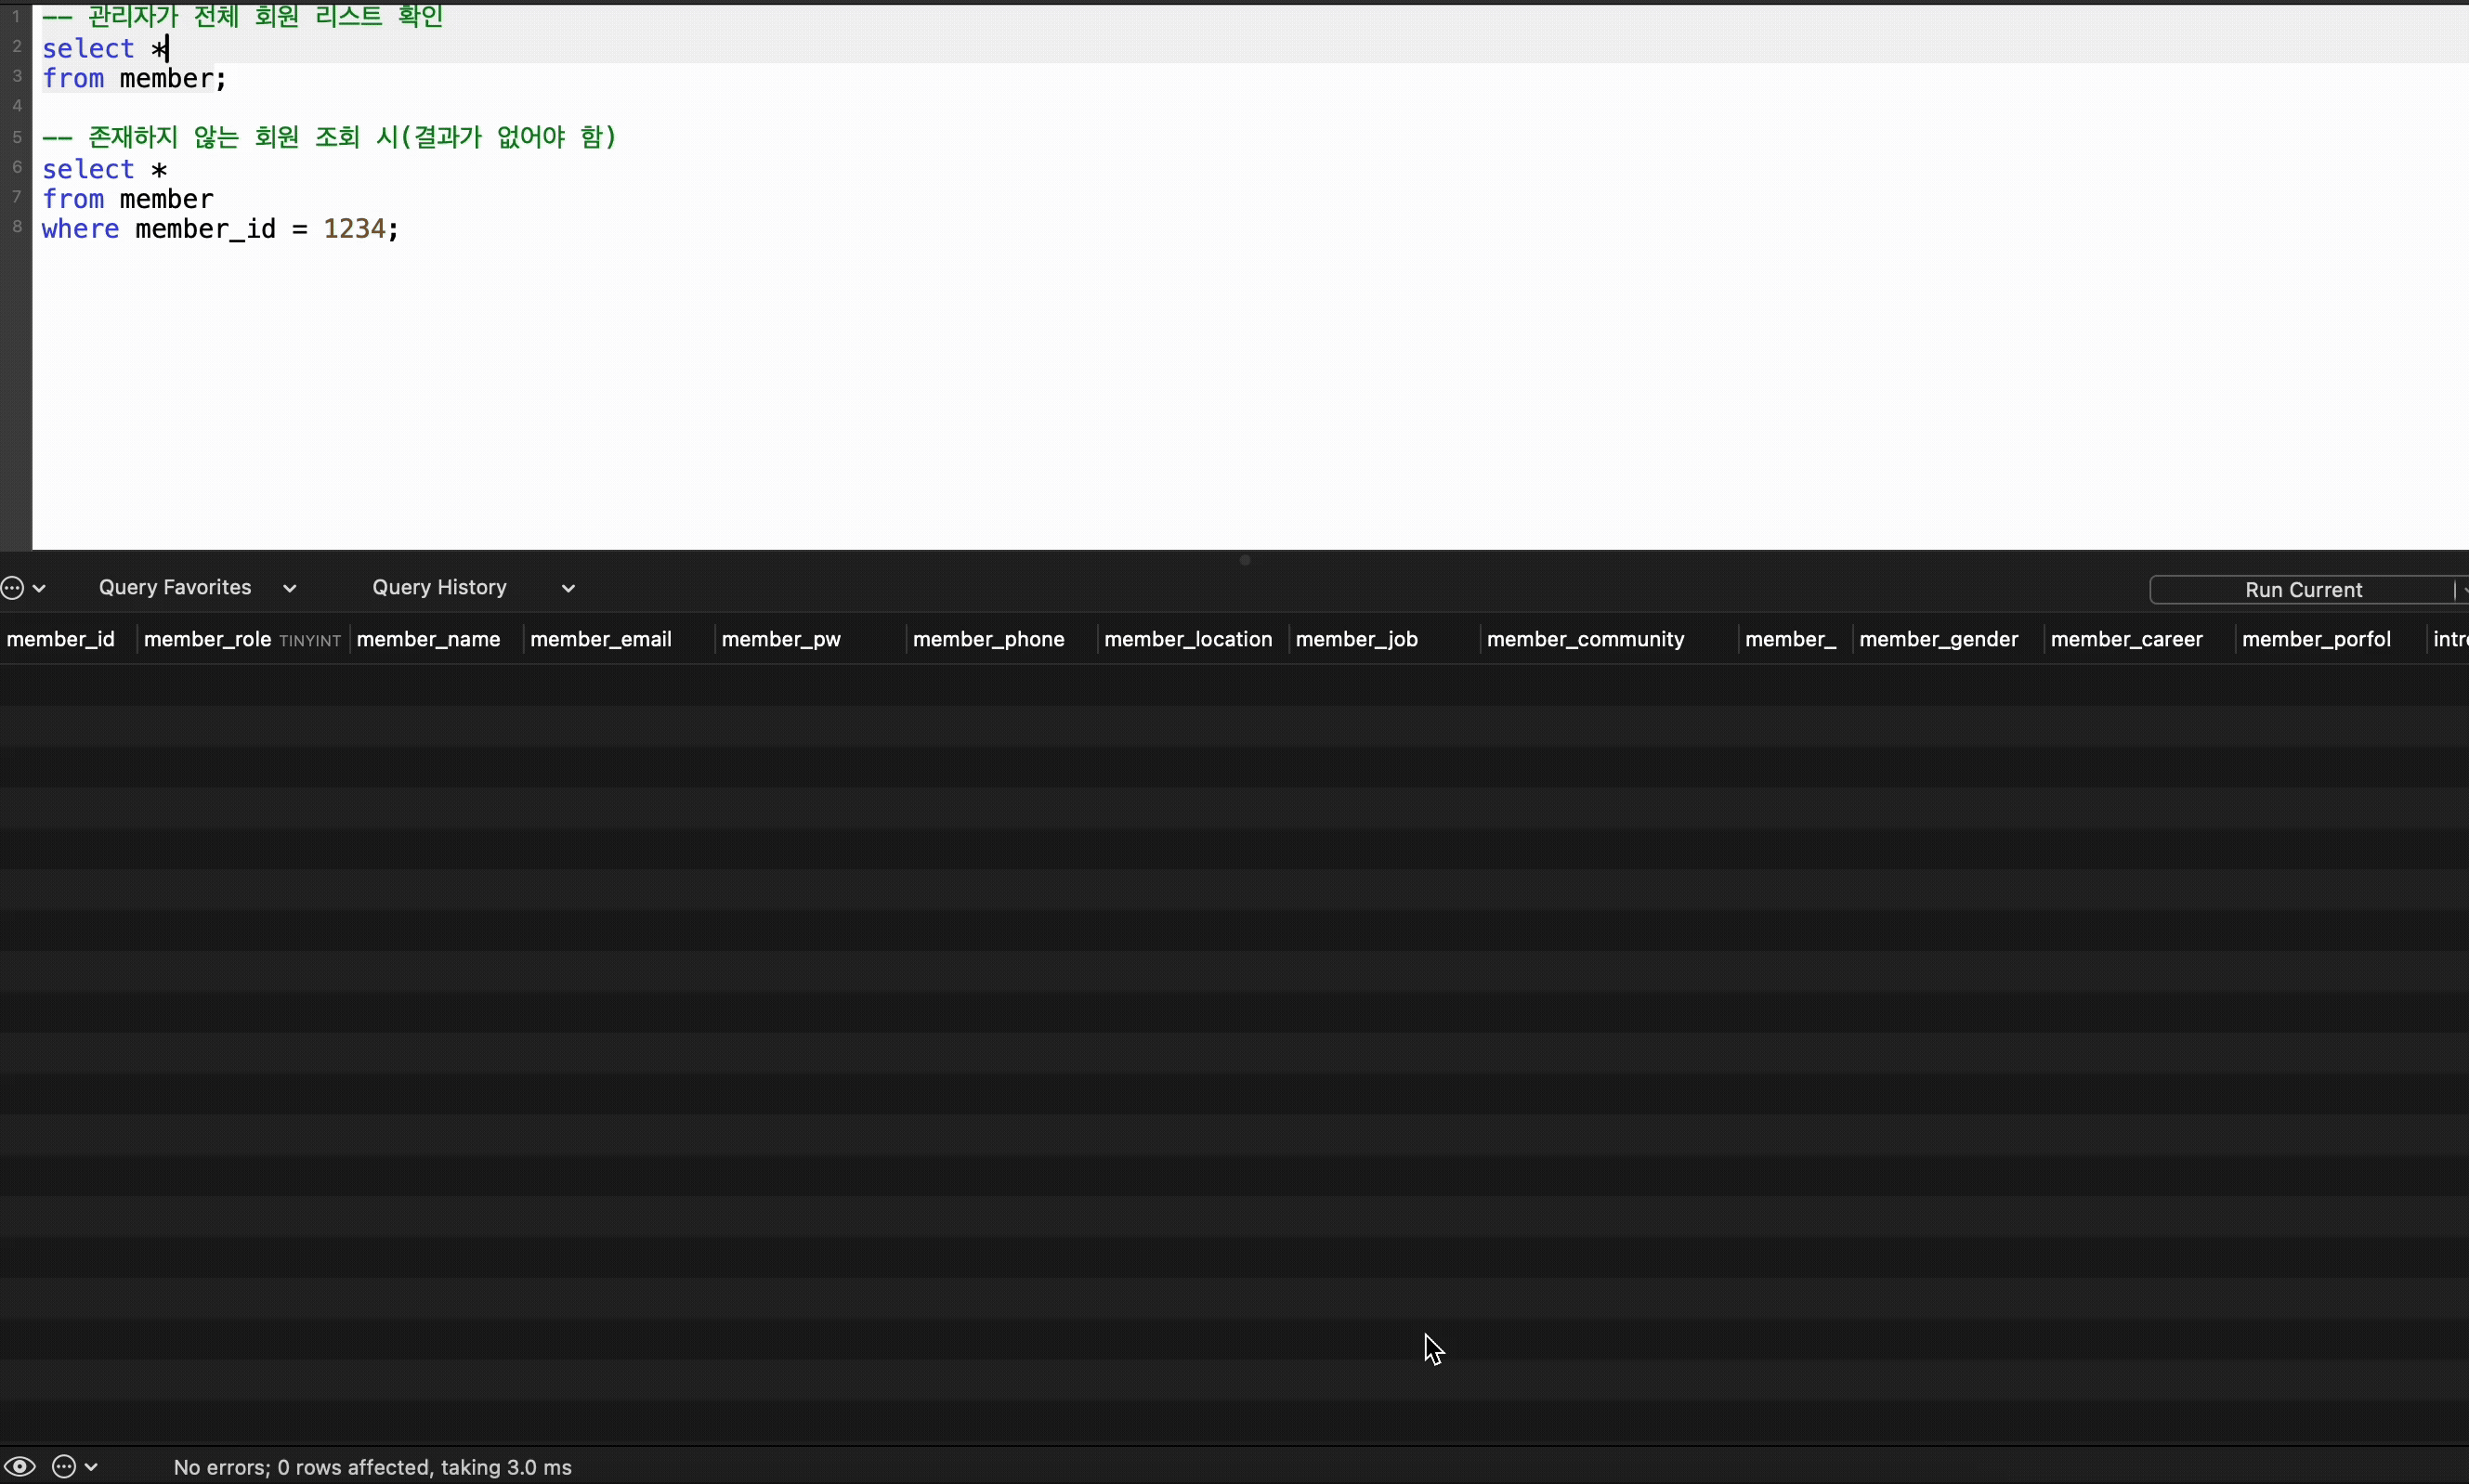 1 -- 관리자가 전체 회원 리스트 확인
2 select *
3 from member;
4
5 -- 존재하지 않는 회원 조회 시(결과가 없어야 함)
6 select *
7 from member
8 where member_id = 1234;
Query Favorites Query History Run Current
member_id member_role TINYINT member_name member_email member_pw member_phone member_location member_job member_community member_ member_gender member_career member_porfol
No errors; 0 rows affected, taking 3.0 ms